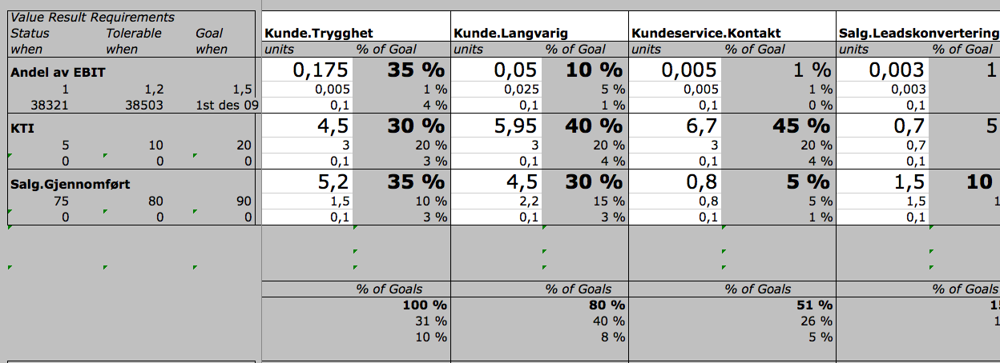 Value Result Requirements
Status Tolerable Goal Kunde.Trygghet Kunde.Langvarig Kundeservice.Kontakt Salg.Leadskonvertering
when when when units % of Goal units % of Goal units % of Goal units % of Goal
Andel av EBIT 0,175 35 % 0,05 10 % 0,005 1 % 0,003 1
1 1,2 1,5 0,005 1 % 0,025 5 % 0,005 1 % 0,003
38321 38503 1st des 09 0,1 4 % 0,1 1 % 0,1 0 % 0,1
KTI 4,5 30 % 5,95 40 % 6,7 45 % 0,7 5
5 10 20 3 20 % 3 20 % 3 20 % 0,7
0 0 0 0,1 3 % 0,1 4 % 0,1 4 % 0,1
Salg.Gjennomført 5,2 35 % 4,5 30 % 0,8 5 % 1,5 10
75 80 90 1,5 10 % 2,2 15 % 0,8 5 % 1,5 1
0 0 0 0,1 3 % 0,1 3 % 0,1 1 % 0,1
% of Goals % of Goals % of Goals % of Goals
100 % 80 % 51 % 15
31 % 40 % 26 % 1
10 % 8 % 5 %